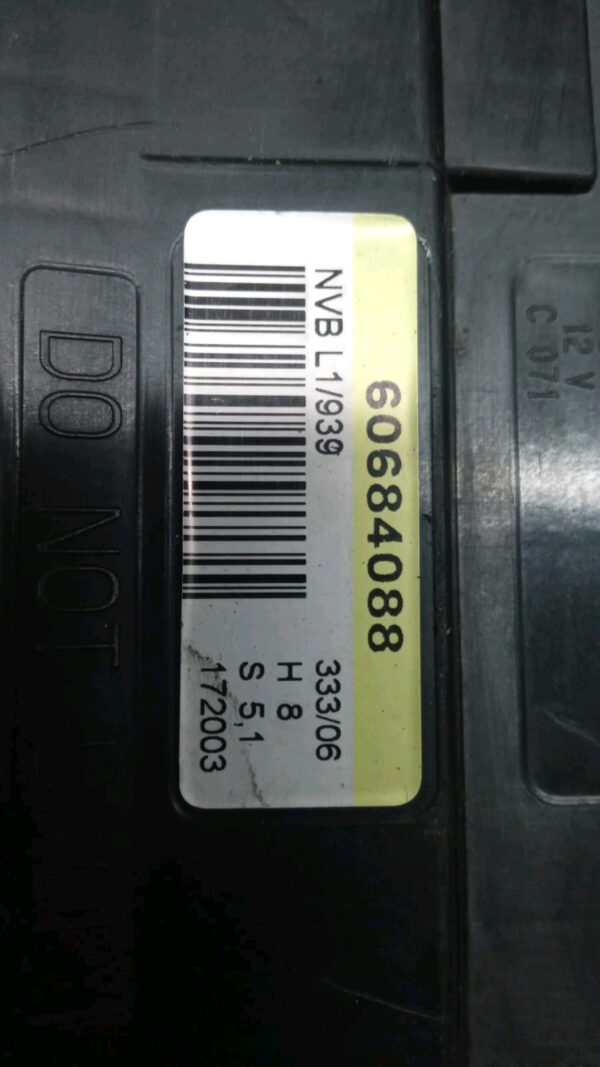 60684088
NVB L1/939
333/06
H 8
S 5,1
172003
12 V
C 071
DO NOT